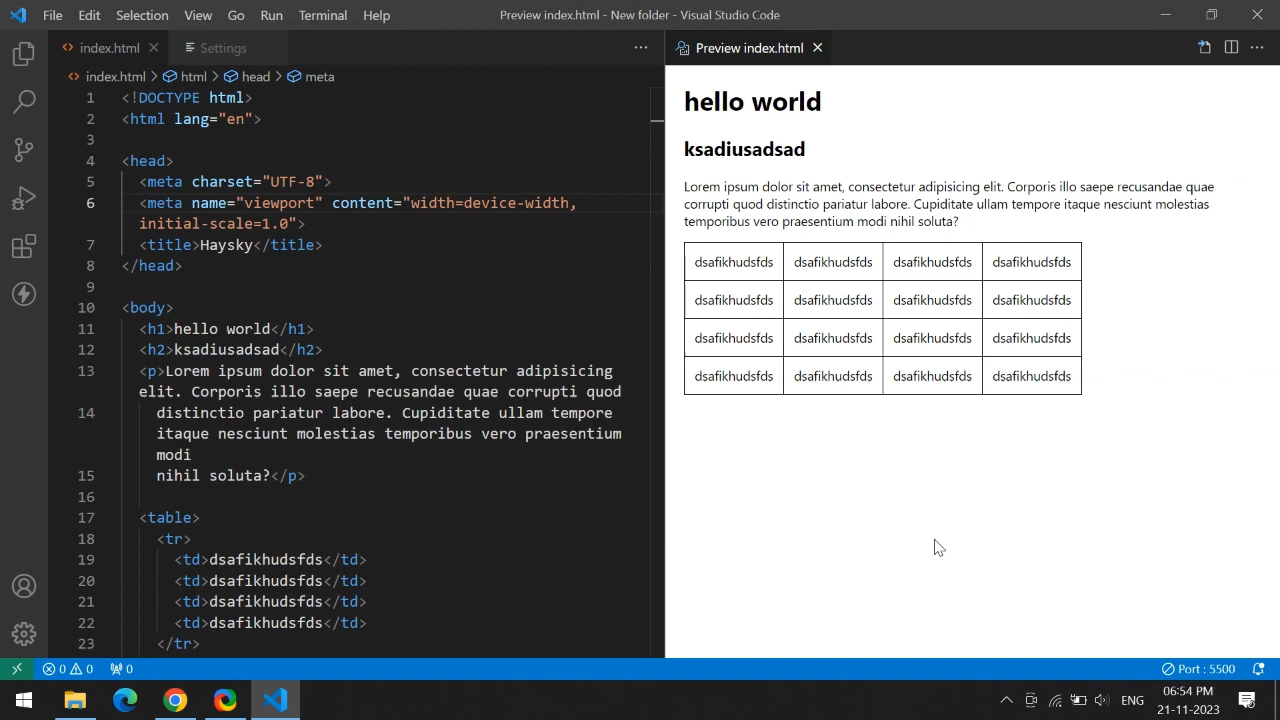 File Edit Selection View Go Run Terminal Help Preview index.html - New folder - Visual Studio Code
index.html Settings
Preview index.html
index.html > html > head > meta
1 <!DOCTYPE html>
2 <html lang="en">
3
4 <head>
5 <meta charset="UTF-8">
6 <meta name="viewport" content="width=device-width,
initial-scale=1.0">
7 <title>Haysky</title>
8 </head>
9
10 <body>
11 <h1>hello world</h1>
12 <h2>ksadiusadsad</h2>
13 <p>Lorem ipsum dolor sit amet, consectetur adipisicing
elit. Corporis illo saepe recusandae quae corrupti quod
14 distinctio pariatur labore. Cupiditate ullam tempore
itaque nesciunt molestias temporibus vero praesentium
modi
15 nihil soluta?</p>
16
17 <table>
18 <tr>
19 <td>dsafikhudsfds</td>
20 <td>dsafikhudsfds</td>
21 <td>dsafikhudsfds</td>
22 <td>dsafikhudsfds</td>
23 </tr>
hello world
ksadiusadsad
Lorem ipsum dolor sit amet, consectetur adipisicing elit. Corporis illo saepe recusandae quae
corrupti quod distinctio pariatur labore. Cupiditate ullam tempore itaque nesciunt molestias
temporibus vero praesentium modi nihil soluta?
dsafikhudsfds dsafikhudsfds dsafikhudsfds dsafikhudsfds
dsafikhudsfds dsafikhudsfds dsafikhudsfds dsafikhudsfds
dsafikhudsfds dsafikhudsfds dsafikhudsfds dsafikhudsfds
dsafikhudsfds dsafikhudsfds dsafikhudsfds dsafikhudsfds
0 0 0 Port : 5500
ENG
06:54 PM
21-11-2023